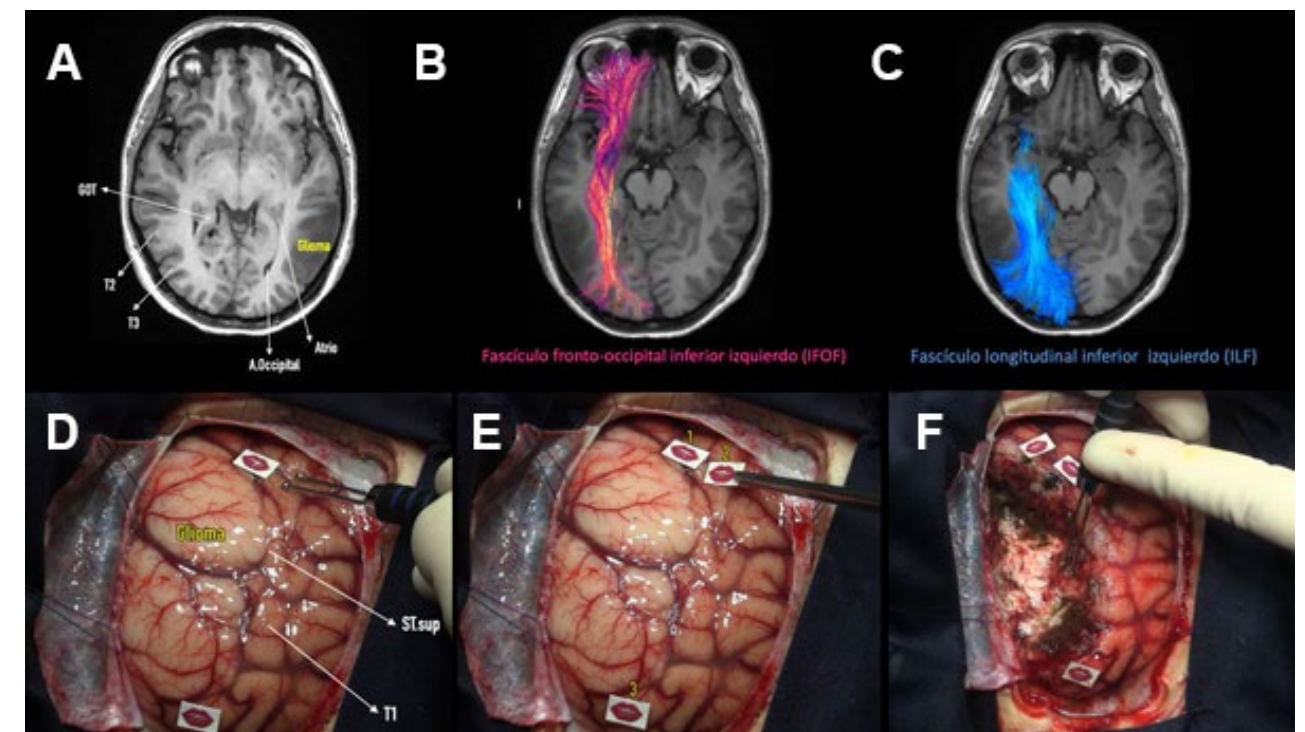 A
GOT
Glioma
T2
T3
Atrio
A.Occipital
B
I
Fascículo fronto-occipital inferior izquierdo (IFOF)
C
Fascículo longitudinal inferior izquierdo (ILF)
D
Glioma
ST.sup
T1
E
1
2
3
F